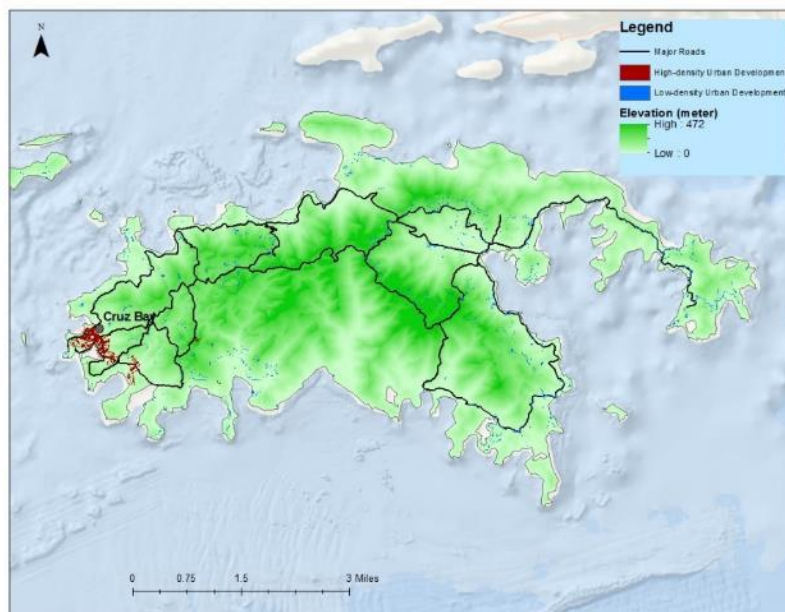 N
Legend
Major Roads
High-density Urban Development
Low-density Urban Development
Elevation (meter)
High : 472
Low : 0
Cruz Bay
0 0.75 1.5 3 Miles